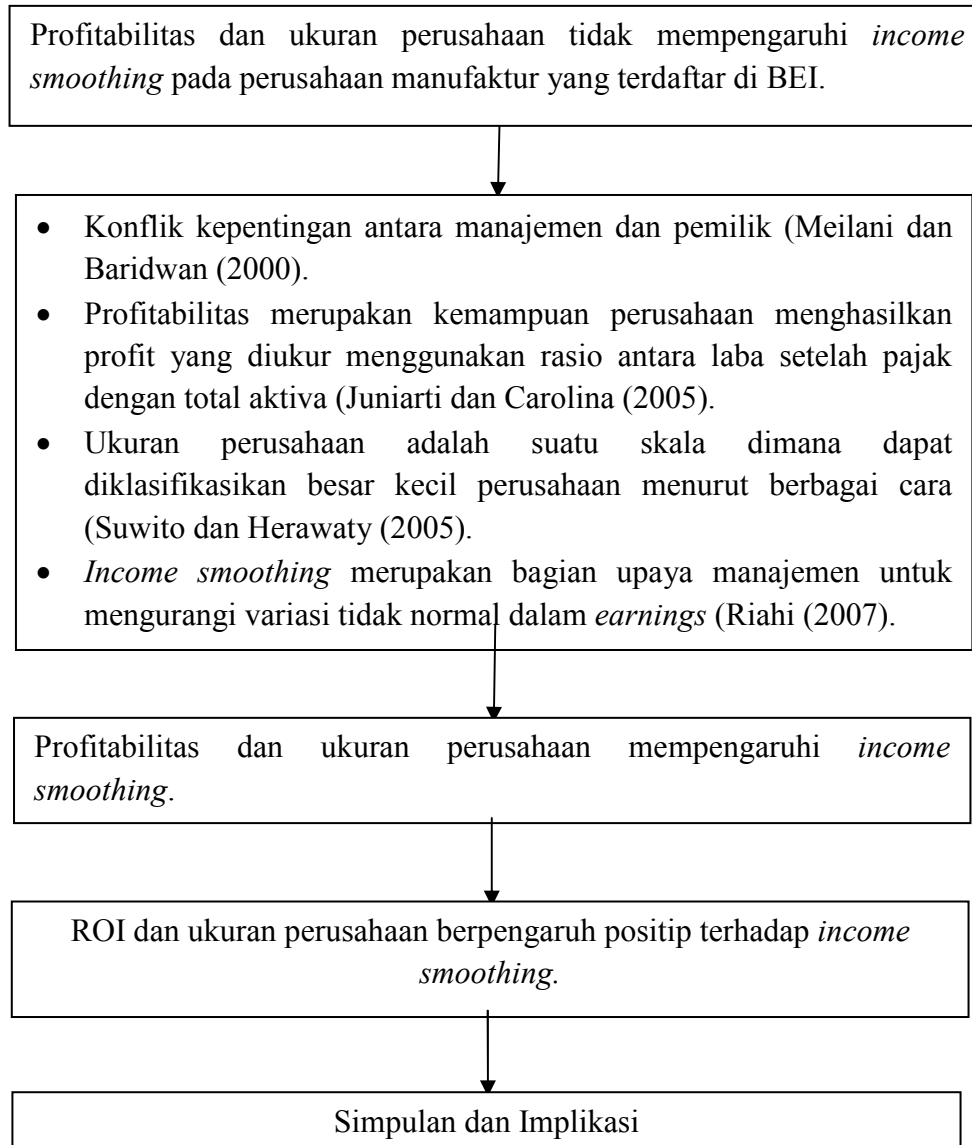 Profitabilitas dan ukuran perusahaan tidak mempengaruhi income
smoothing pada perusahaan manufaktur yang terdaftar di BEI.
• Konflik kepentingan antara manajemen dan pemilik (Meilani dan
Baridwan (2000).
• Profitabilitas merupakan kemampuan perusahaan menghasilkan
profit yang diukur menggunakan rasio antara laba setelah pajak
dengan total aktiva (Juniarti dan Carolina (2005).
• Ukuran perusahaan adalah suatu skala dimana dapat
diklasifikasikan besar kecil perusahaan menurut berbagai cara
(Suwito dan Herawaty (2005).
• Income smoothing merupakan bagian upaya manajemen untuk
mengurangi variasi tidak normal dalam earnings (Riahi (2007).
Profitabilitas dan ukuran perusahaan mempengaruhi income
smoothing.
ROI dan ukuran perusahaan berpengaruh positip terhadap income
smoothing.
Simpulan dan Implikasi